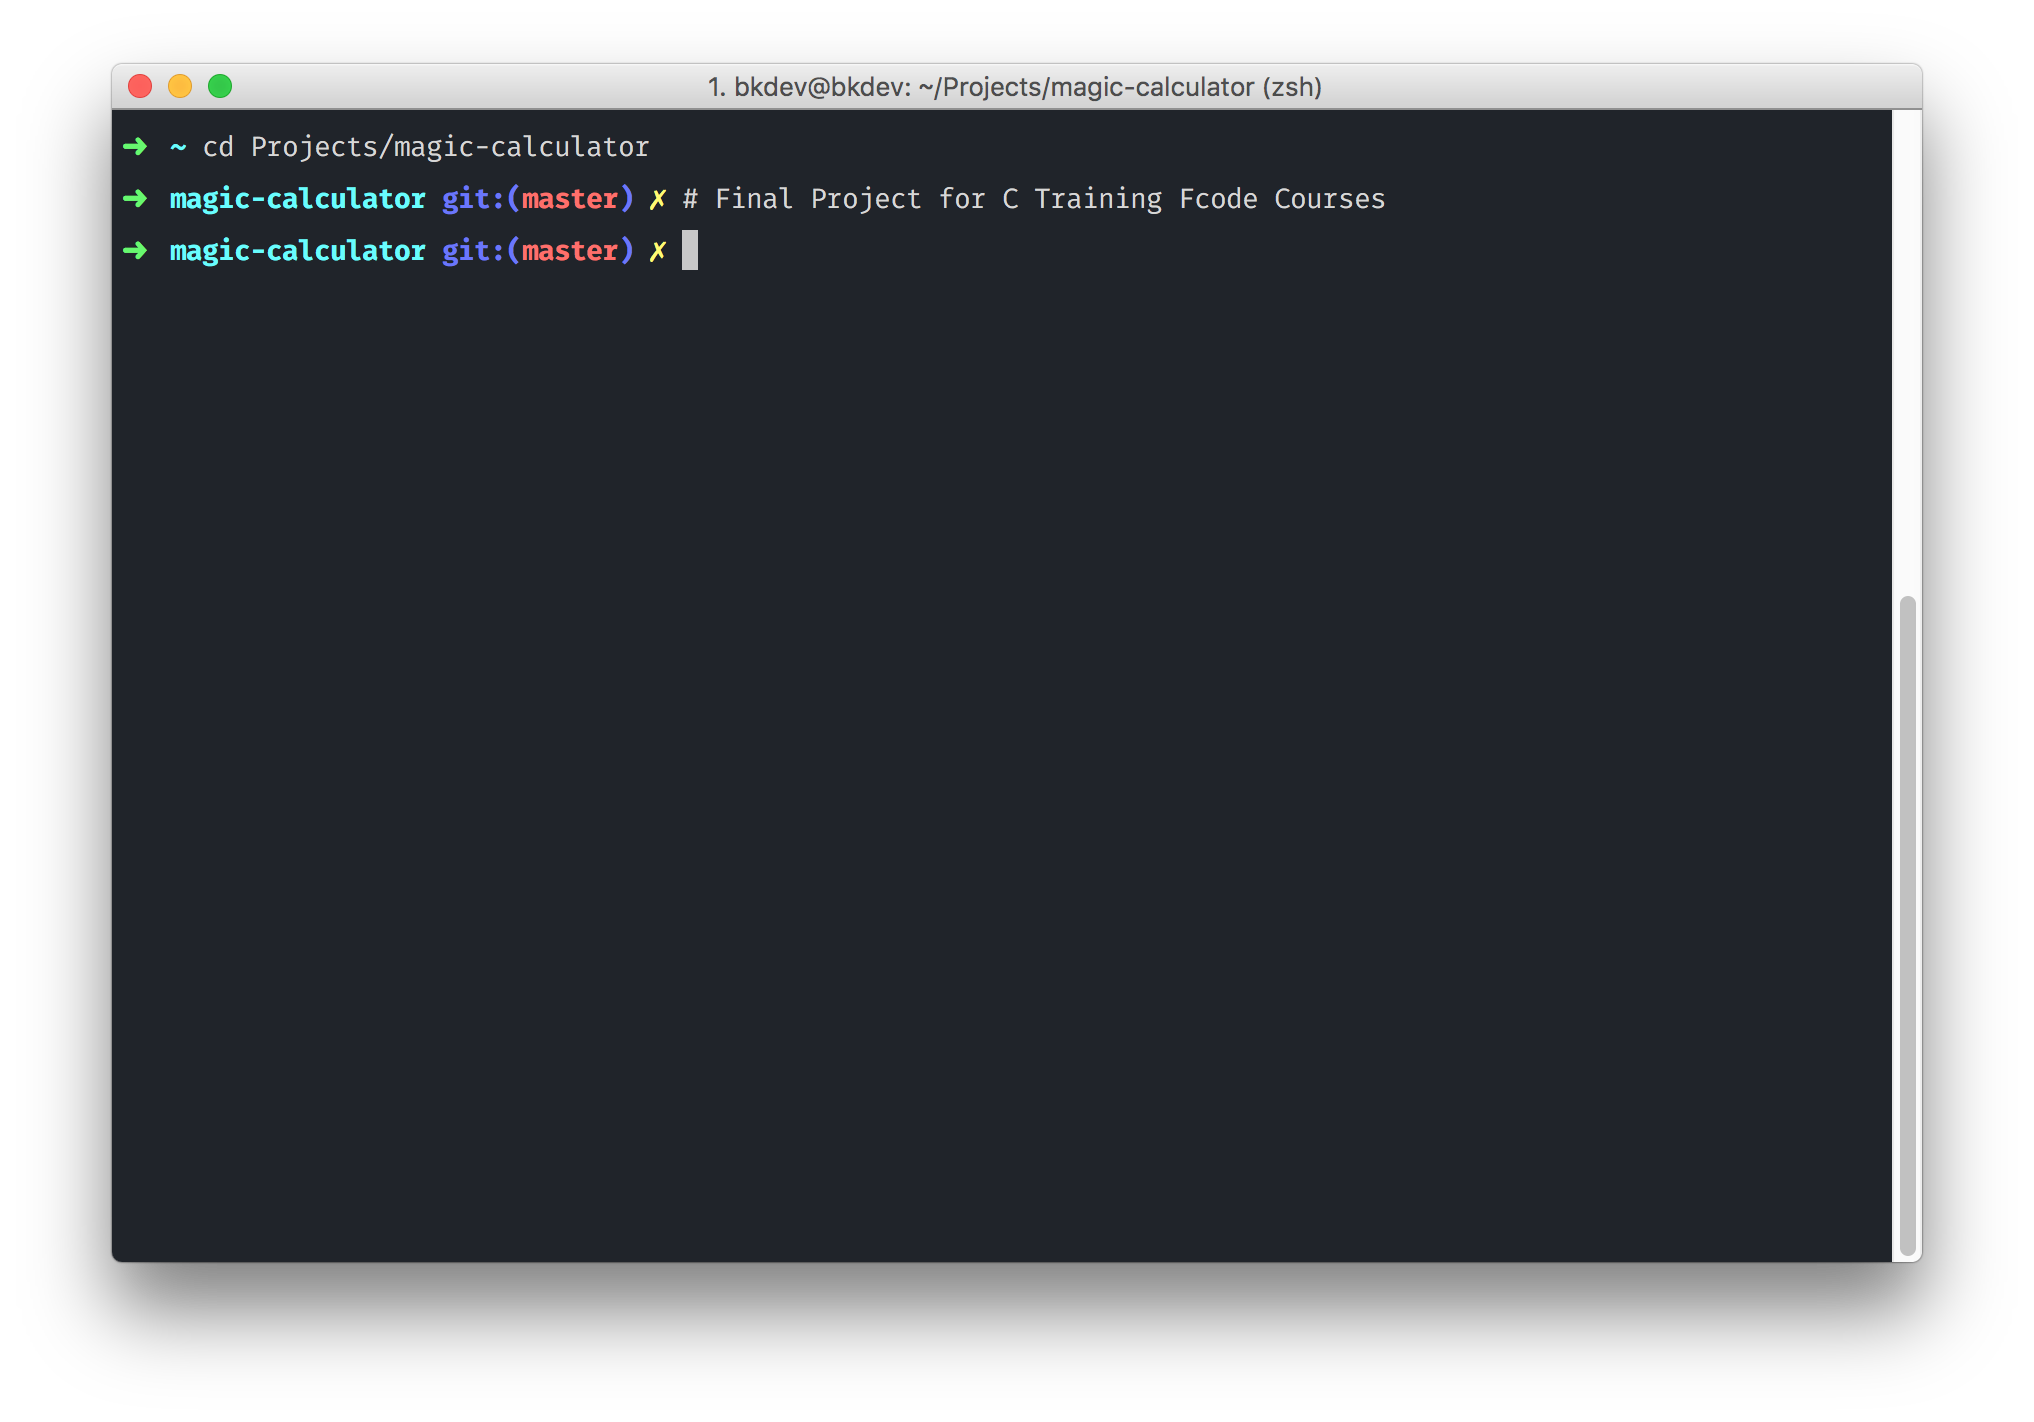 1. bkdev@bkdev: ~/Projects/magic-calculator (zsh)
➜ ~ cd Projects/magic-calculator
➜ magic-calculator git:(master) ✗ # Final Project for C Training Fcode Courses
➜ magic-calculator git:(master) ✗